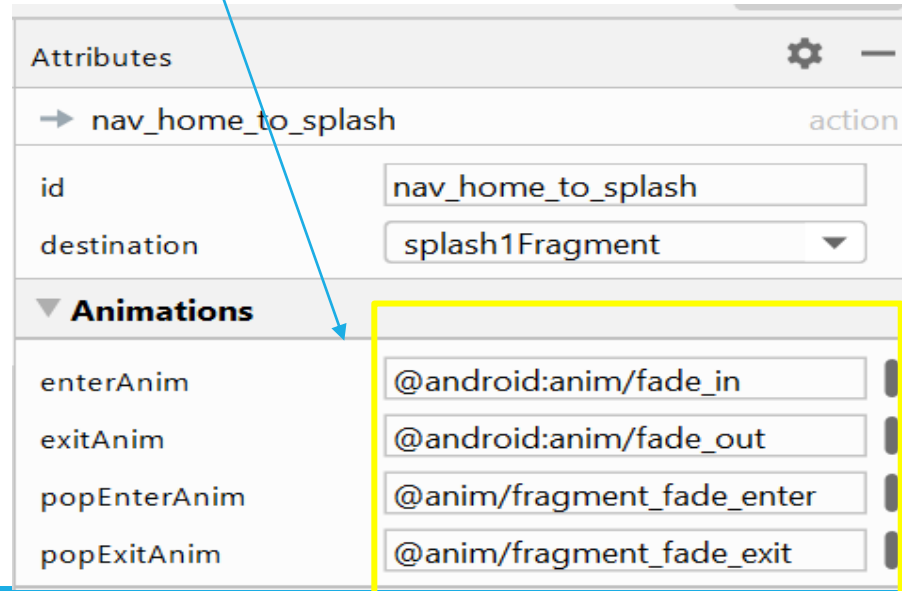 Attributes
nav_home_to_splash action
id nav_home_to_splash
destination splash1Fragment
Animations
enterAnim @android:anim/fade_in
exitAnim @android:anim/fade_out
popEnterAnim @anim/fragment_fade_enter
popExitAnim @anim/fragment_fade_exit